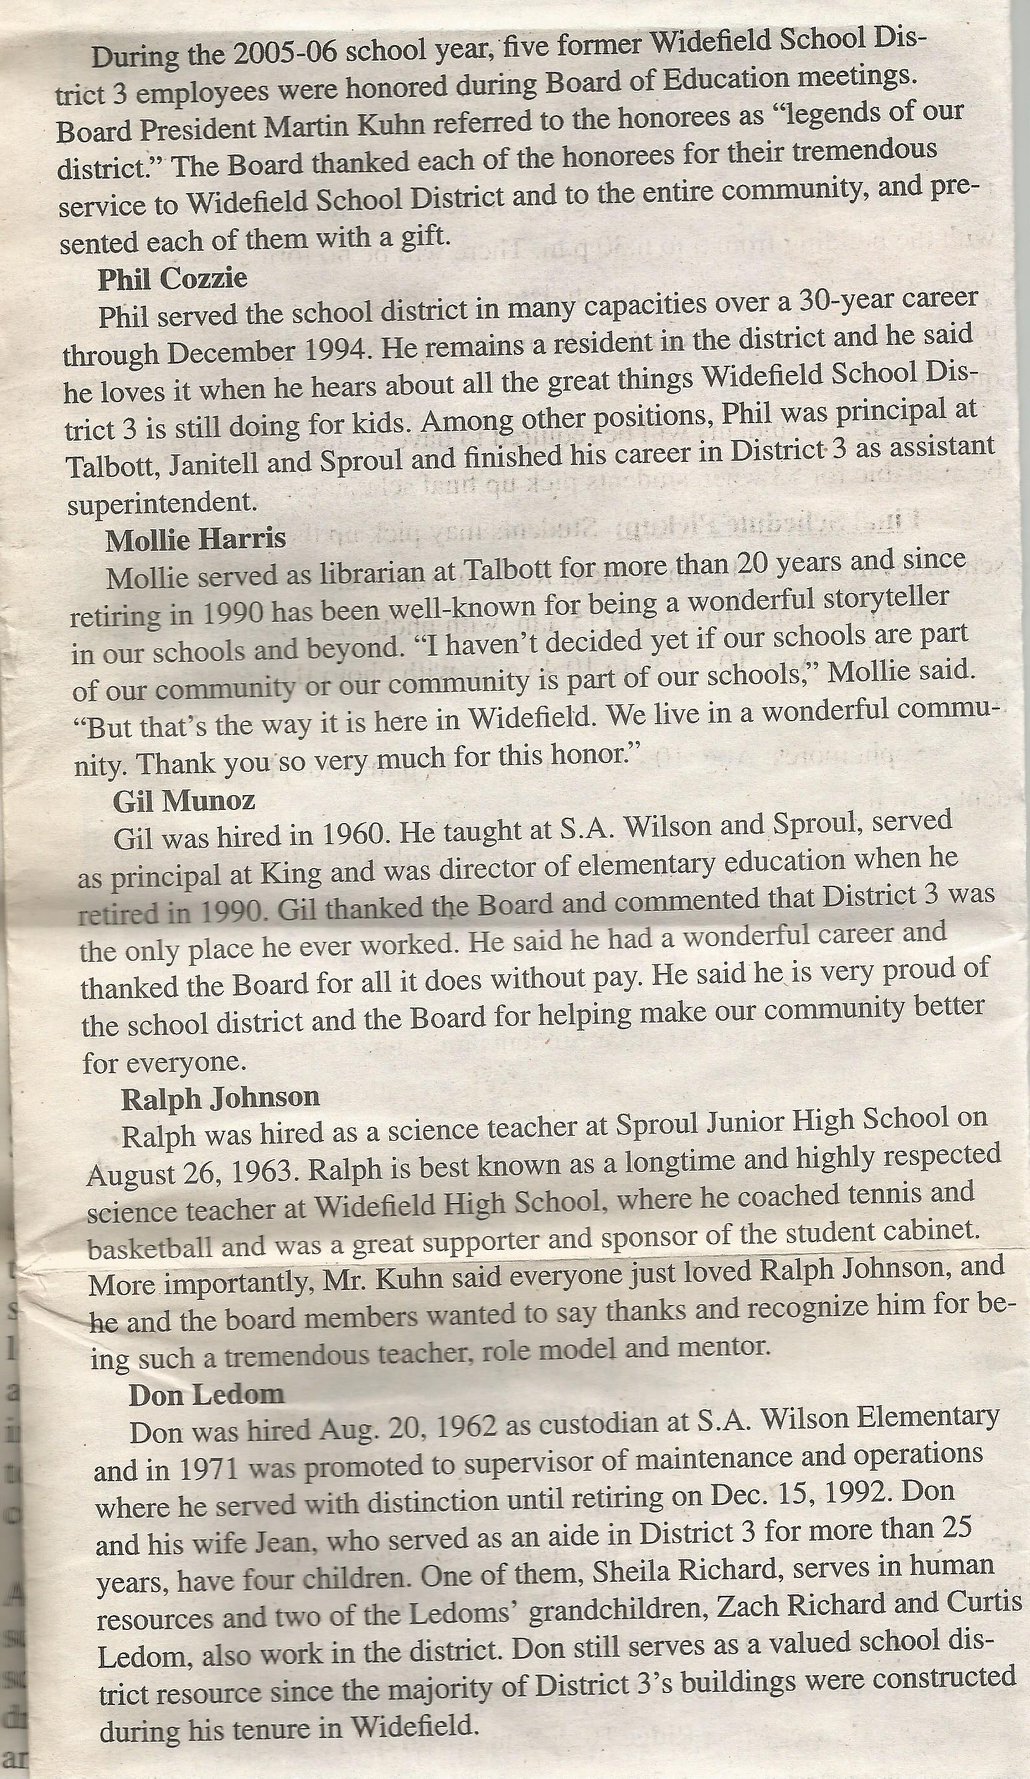 During the 2005-06 school year, five former Widefield School Dis-
trict 3 employees were honored during Board of Education meetings.
Board President Martin Kuhn referred to the honorees as “legends of our
district.” The Board thanked each of the honorees for their tremendous
service to Widefield School District and to the entire community, and pre-
sented each of them with a gift.
Phil Cozzie
Phil served the school district in many capacities over a 30-year career
through December 1994. He remains a resident in the district and he said
he loves it when he hears about all the great things Widefield School Dis-
trict 3 is still doing for kids. Among other positions, Phil was principal at
Talbott, Janitell and Sproul and finished his career in District 3 as assistant
superintendent.
Mollie Harris
Mollie served as librarian at Talbott for more than 20 years and since
retiring in 1990 has been well-known for being a wonderful storyteller
in our schools and beyond. “I haven’t decided yet if our schools are part
of our community or our community is part of our schools,” Mollie said.
“But that’s the way it is here in Widefield. We live in a wonderful commu-
nity. Thank you so very much for this honor.”
Gil Munoz
Gil was hired in 1960. He taught at S.A. Wilson and Sproul, served
as principal at King and was director of elementary education when he
retired in 1990. Gil thanked the Board and commented that District 3 was
the only place he ever worked. He said he had a wonderful career and
thanked the Board for all it does without pay. He said he is very proud of
the school district and the Board for helping make our community better
for everyone.
Ralph Johnson
Ralph was hired as a science teacher at Sproul Junior High School on
August 26, 1963. Ralph is best known as a longtime and highly respected
science teacher at Widefield High School, where he coached tennis and
basketball and was a great supporter and sponsor of the student cabinet.
More importantly, Mr. Kuhn said everyone just loved Ralph Johnson, and
he and the board members wanted to say thanks and recognize him for be-
ing such a tremendous teacher, role model and mentor.
Don Ledom
Don was hired Aug. 20, 1962 as custodian at S.A. Wilson Elementary
and in 1971 was promoted to supervisor of maintenance and operations
where he served with distinction until retiring on Dec. 15, 1992. Don
and his wife Jean, who served as an aide in District 3 for more than 25
years, have four children. One of them, Sheila Richard, serves in human
resources and two of the Ledoms’ grandchildren, Zach Richard and Curtis
Ledom, also work in the district. Don still serves as a valued school dis-
trict resource since the majority of District 3’s buildings were constructed
during his tenure in Widefield.